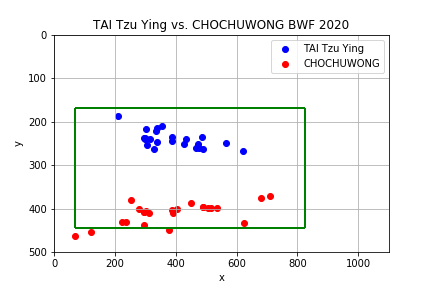 TAI Tzu Ying vs. CHOCHUWONG BWF 2020
0
100
200
300
400
500
y
TAI Tzu Ying
CHOCHUWONG
0 200 400 600 800 1000
x